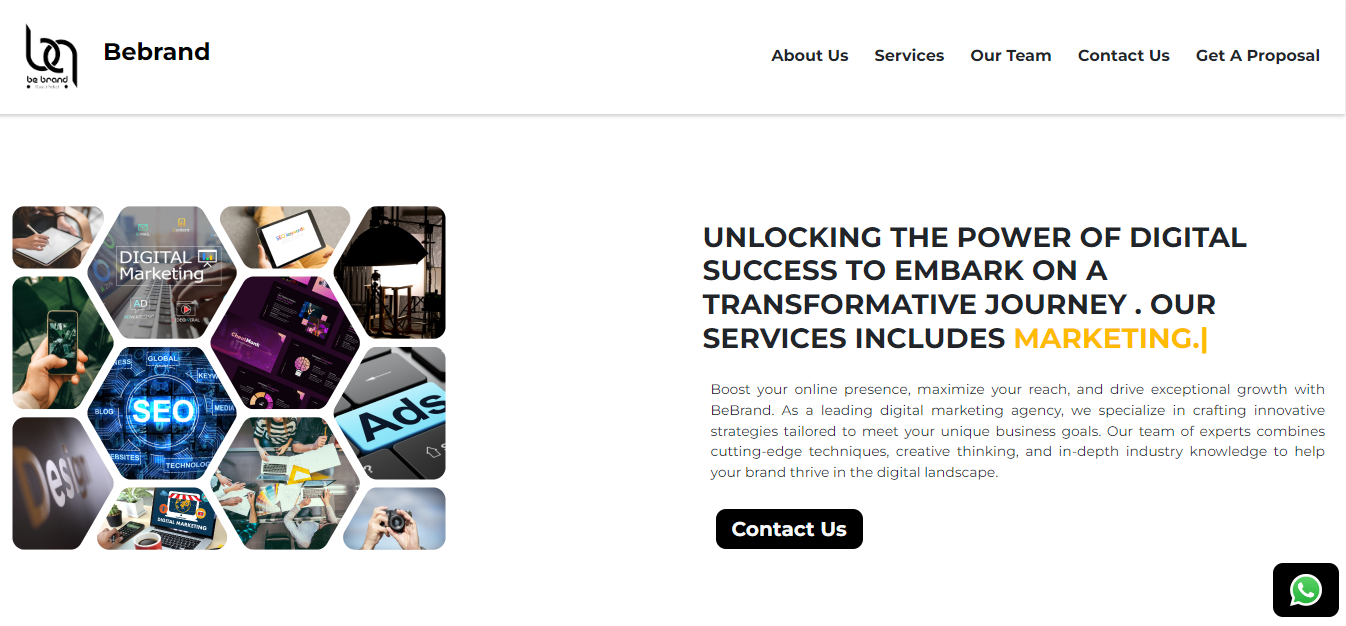 be brand
Bebrand
About Us Services Our Team Contact Us Get A Proposal
DIGITAL
Marketing
AD
SEO
GLOBAL
BLOG
MEDIA
TECHNOLOG
Ads
Design
DIGITAL MARKETING
UNLOCKING THE POWER OF DIGITAL
SUCCESS TO EMBARK ON A
TRANSFORMATIVE JOURNEY . OUR
SERVICES INCLUDES MARKETING.|
Boost your online presence, maximize your reach, and drive exceptional growth with
BeBrand. As a leading digital marketing agency, we specialize in crafting innovative
strategies tailored to meet your unique business goals. Our team of experts combines
cutting-edge techniques, creative thinking, and in-depth industry knowledge to help
your brand thrive in the digital landscape.
Contact Us